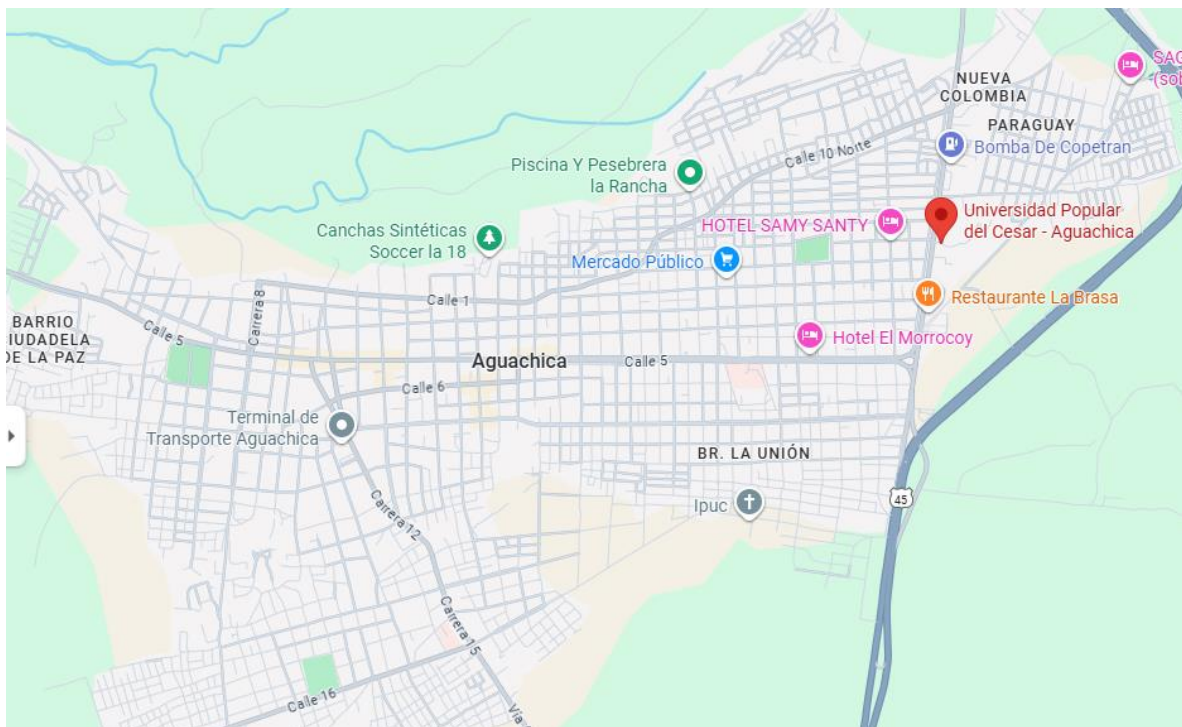 SAG
(sob
NUEVA
COLOMBIA
PARAGUAY
Bomba De Copetran
Calle 10 Norte
Piscina Y Pesebrera
la Rancha
HOTEL SAMY SANTY
Universidad Popular
del Cesar - Aguachica
Canchas Sintéticas
Soccer la 18
Mercado Público
Restaurante La Brasa
Calle 1
Carrera 8
BARRIO
CIUDADELA
DE LA PAZ
Calle 5
Hotel El Morrocoy
Aguachica
Calle 5
Calle 6
Terminal de
Transporte Aguachica
BR. LA UNIÓN
Ipuc
45
Carrera 12
Carrera 15
Calle 16